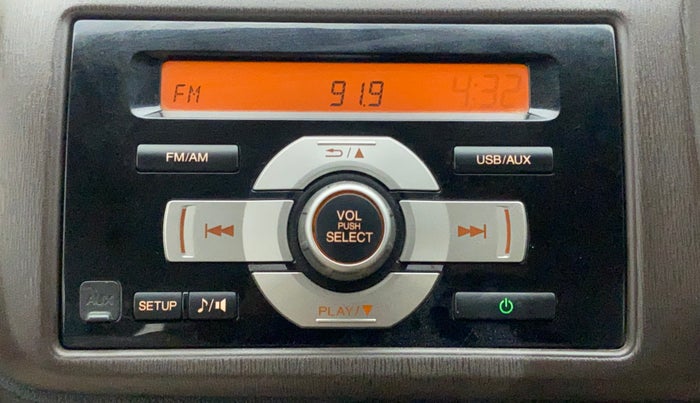 FM 91.9 4:32
FM/AM
USB/AUX
VOL
PUSH
SELECT
AUX
SETUP
PLAY/